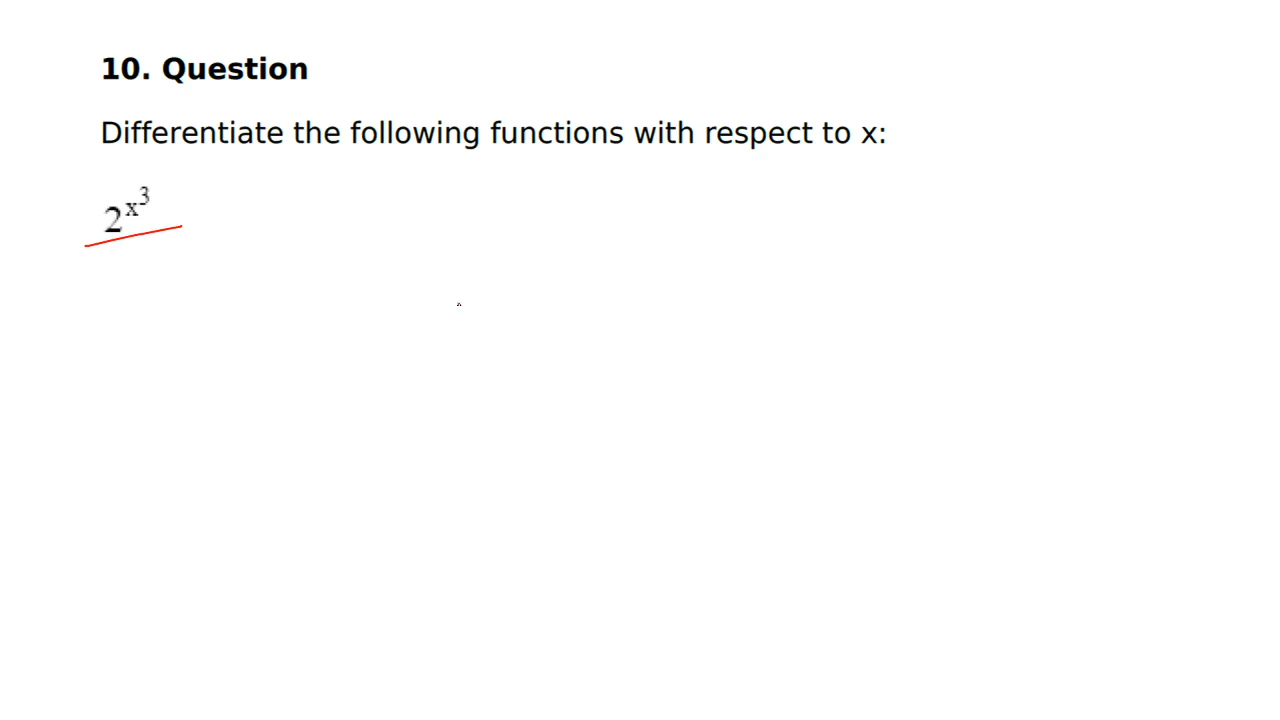 10. Question
Differentiate the following functions with respect to x:
2^{x^3}